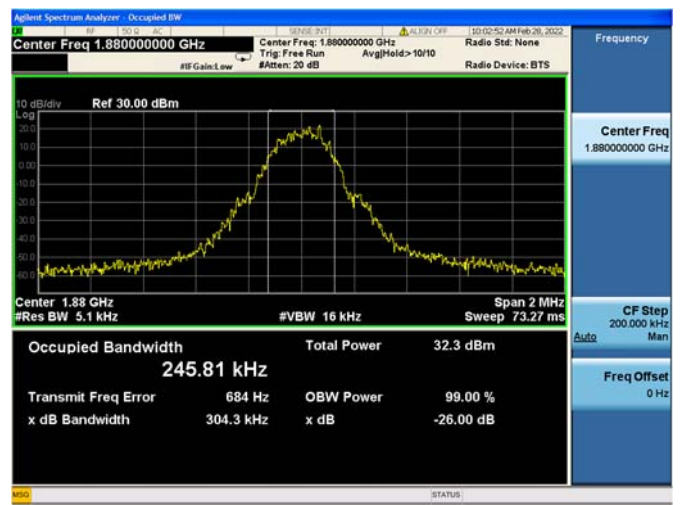 Agilent Spectrum Analyzer - Occupied BW
RF 50 Ω AC SENSE:INT ALIGN OFF 10:02:52 AM Feb 28, 2022
Center Freq 1.880000000 GHz
Center Freq: 1.880000000 GHz
Radio Std: None
Trig: Free Run Avg|Hold:>10/10
#IFGain:Low #Atten: 20 dB
Radio Device: BTS
Frequency
10 dB/div Ref 30.00 dBm
Log
20.0
10.0
0.00
-10.0
-20.0
-30.0
-40.0
-50.0
-60.0
Center 1.88 GHz Span 2 MHz
#Res BW 5.1 kHz #VBW 16 kHz Sweep 73.27 ms
Occupied Bandwidth Total Power 32.3 dBm
245.81 kHz
Transmit Freq Error 684 Hz OBW Power 99.00 %
x dB Bandwidth 304.3 kHz x dB -26.00 dB
Center Freq
1.880000000 GHz
CF Step
200.000 kHz
Auto Man
Freq Offset
0 Hz
MSG STATUS